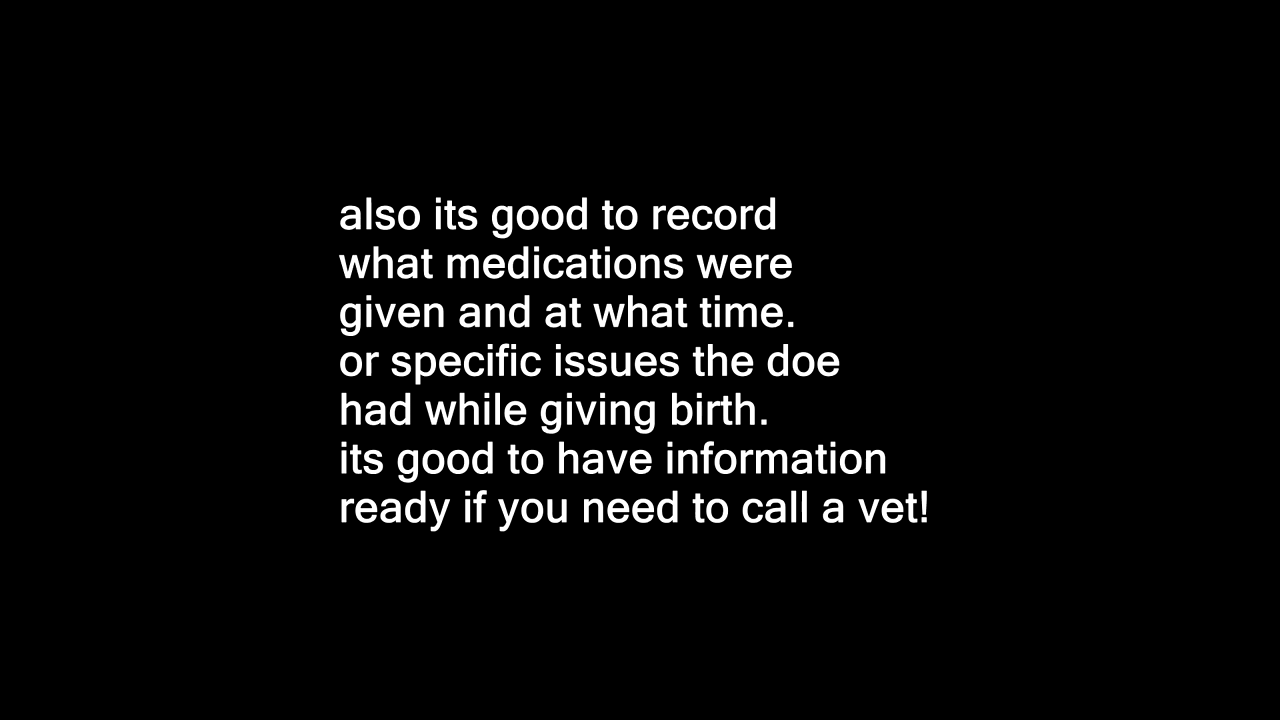 also its good to record
what medications were
given and at what time.
or specific issues the doe
had while giving birth.
its good to have information
ready if you need to call a vet!